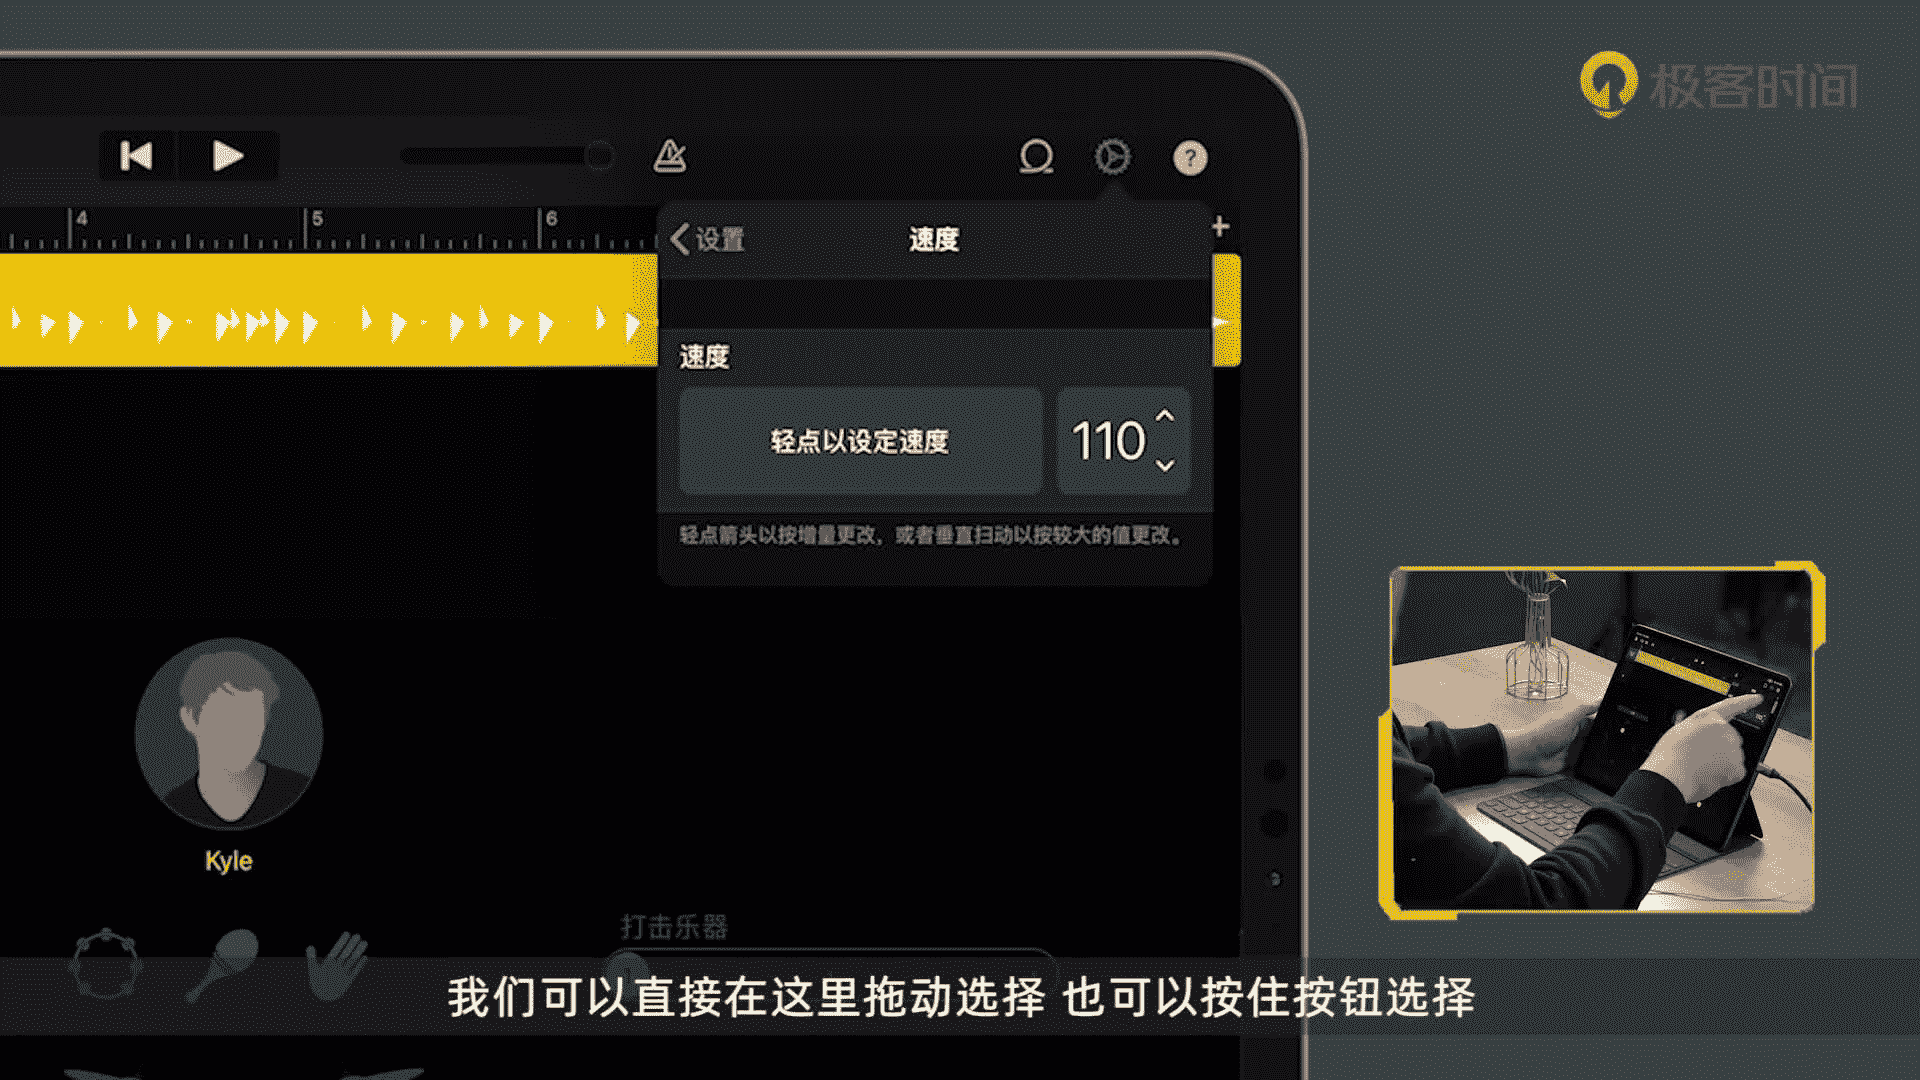 极客时间
?
4
5
6
+
设置
速度
速度
轻点以设定速度
110
轻点箭头以按增量更改，或者垂直扫动以按较大的值更改。
Kyle
打击乐器
我们可以直接在这里拖动选择 也可以按住按钮选择